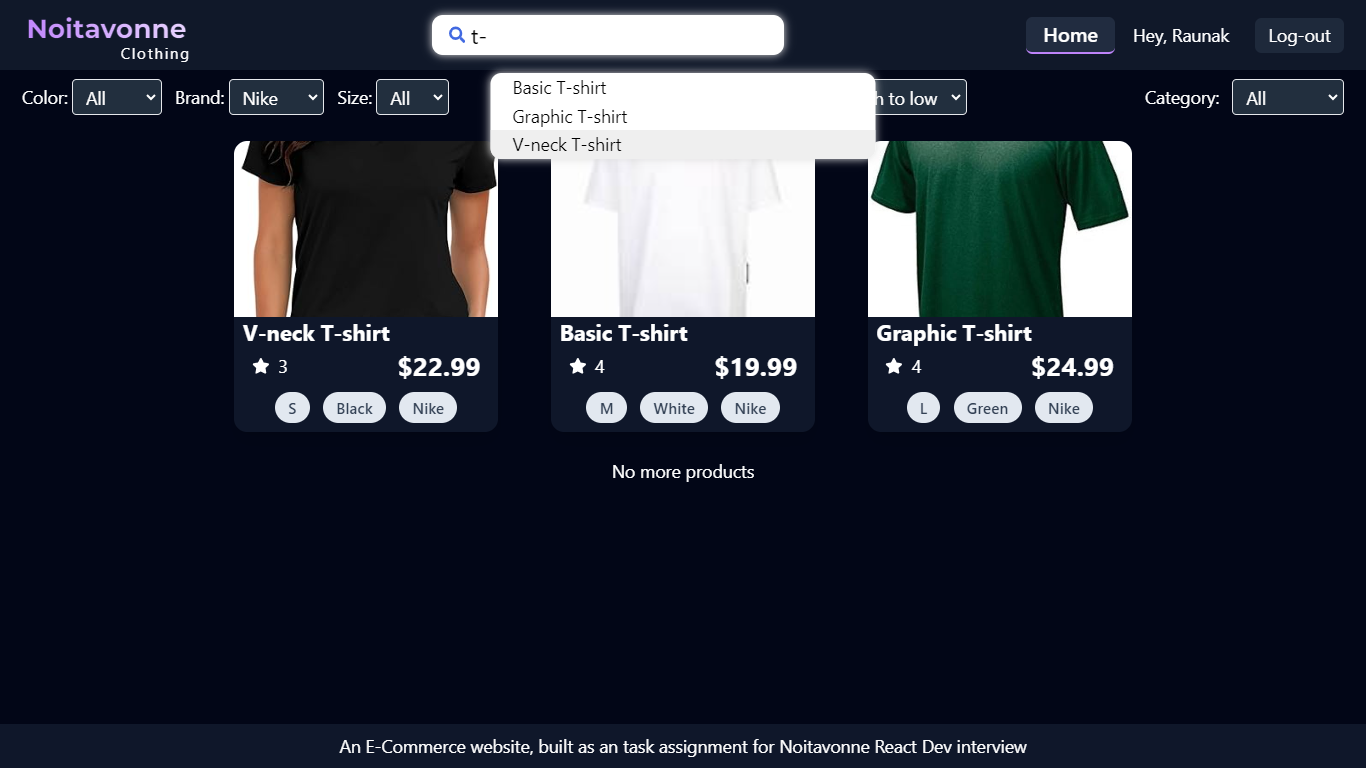 Noitavonne
Clothing
t-
Home
Hey, Raunak
Log-out
Color: All
Brand: Nike
Size: All
to low
Category: All
Basic T-shirt
Graphic T-shirt
V-neck T-shirt
V-neck T-shirt
3 $22.99
S Black Nike
Basic T-shirt
4 $19.99
M White Nike
Graphic T-shirt
4 $24.99
L Green Nike
No more products
An E-Commerce website, built as an task assignment for Noitavonne React Dev interview